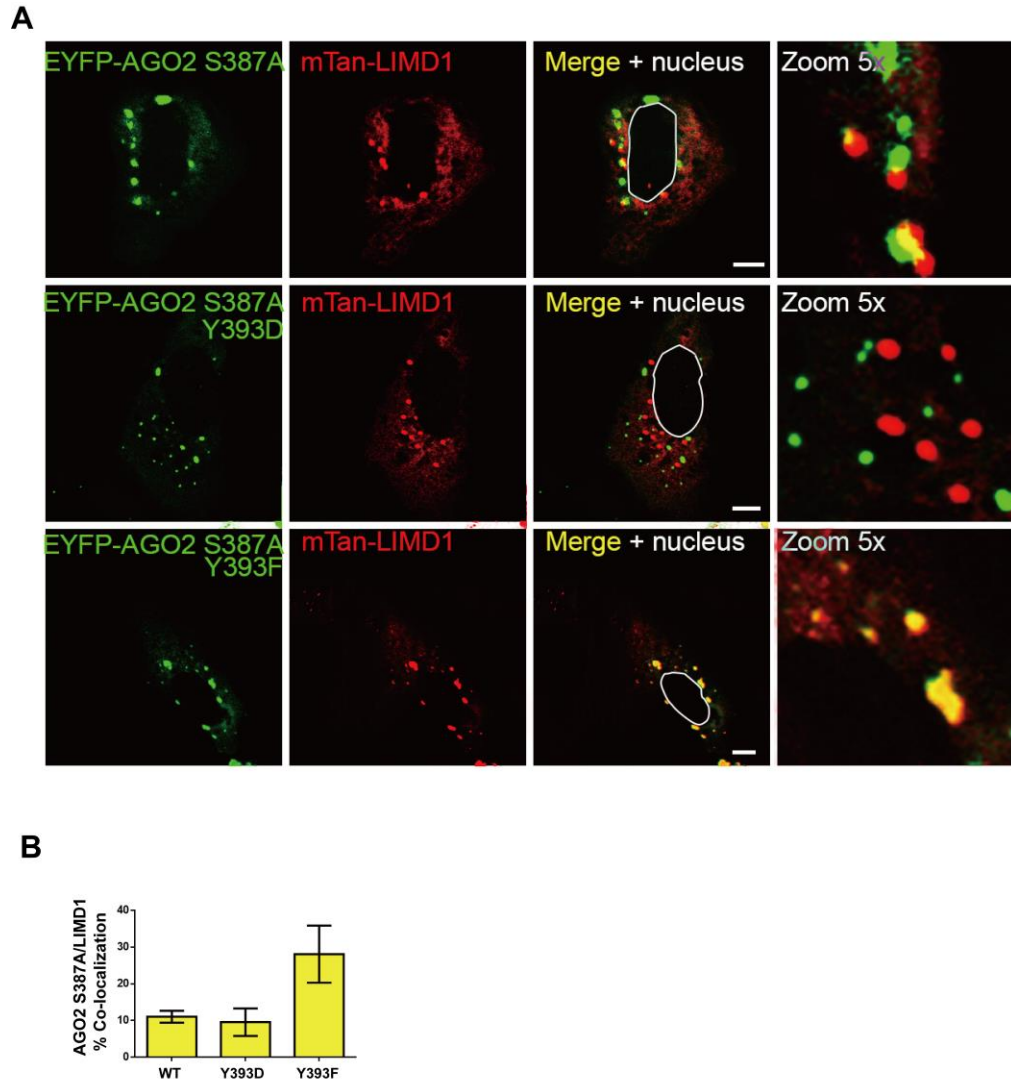 A
EYFP-AGO2 S387A
mTan-LIMD1
Merge + nucleus
Zoom 5x
EYFP-AGO2 S387A
Y393D
mTan-LIMD1
Merge + nucleus
Zoom 5x
EYFP-AGO2 S387A
Y393F
mTan-LIMD1
Merge + nucleus
Zoom 5x
B
AGO2 S387A/LIMD1
% Co-localization
40
30
20
10
0
WT
Y393D
Y393F